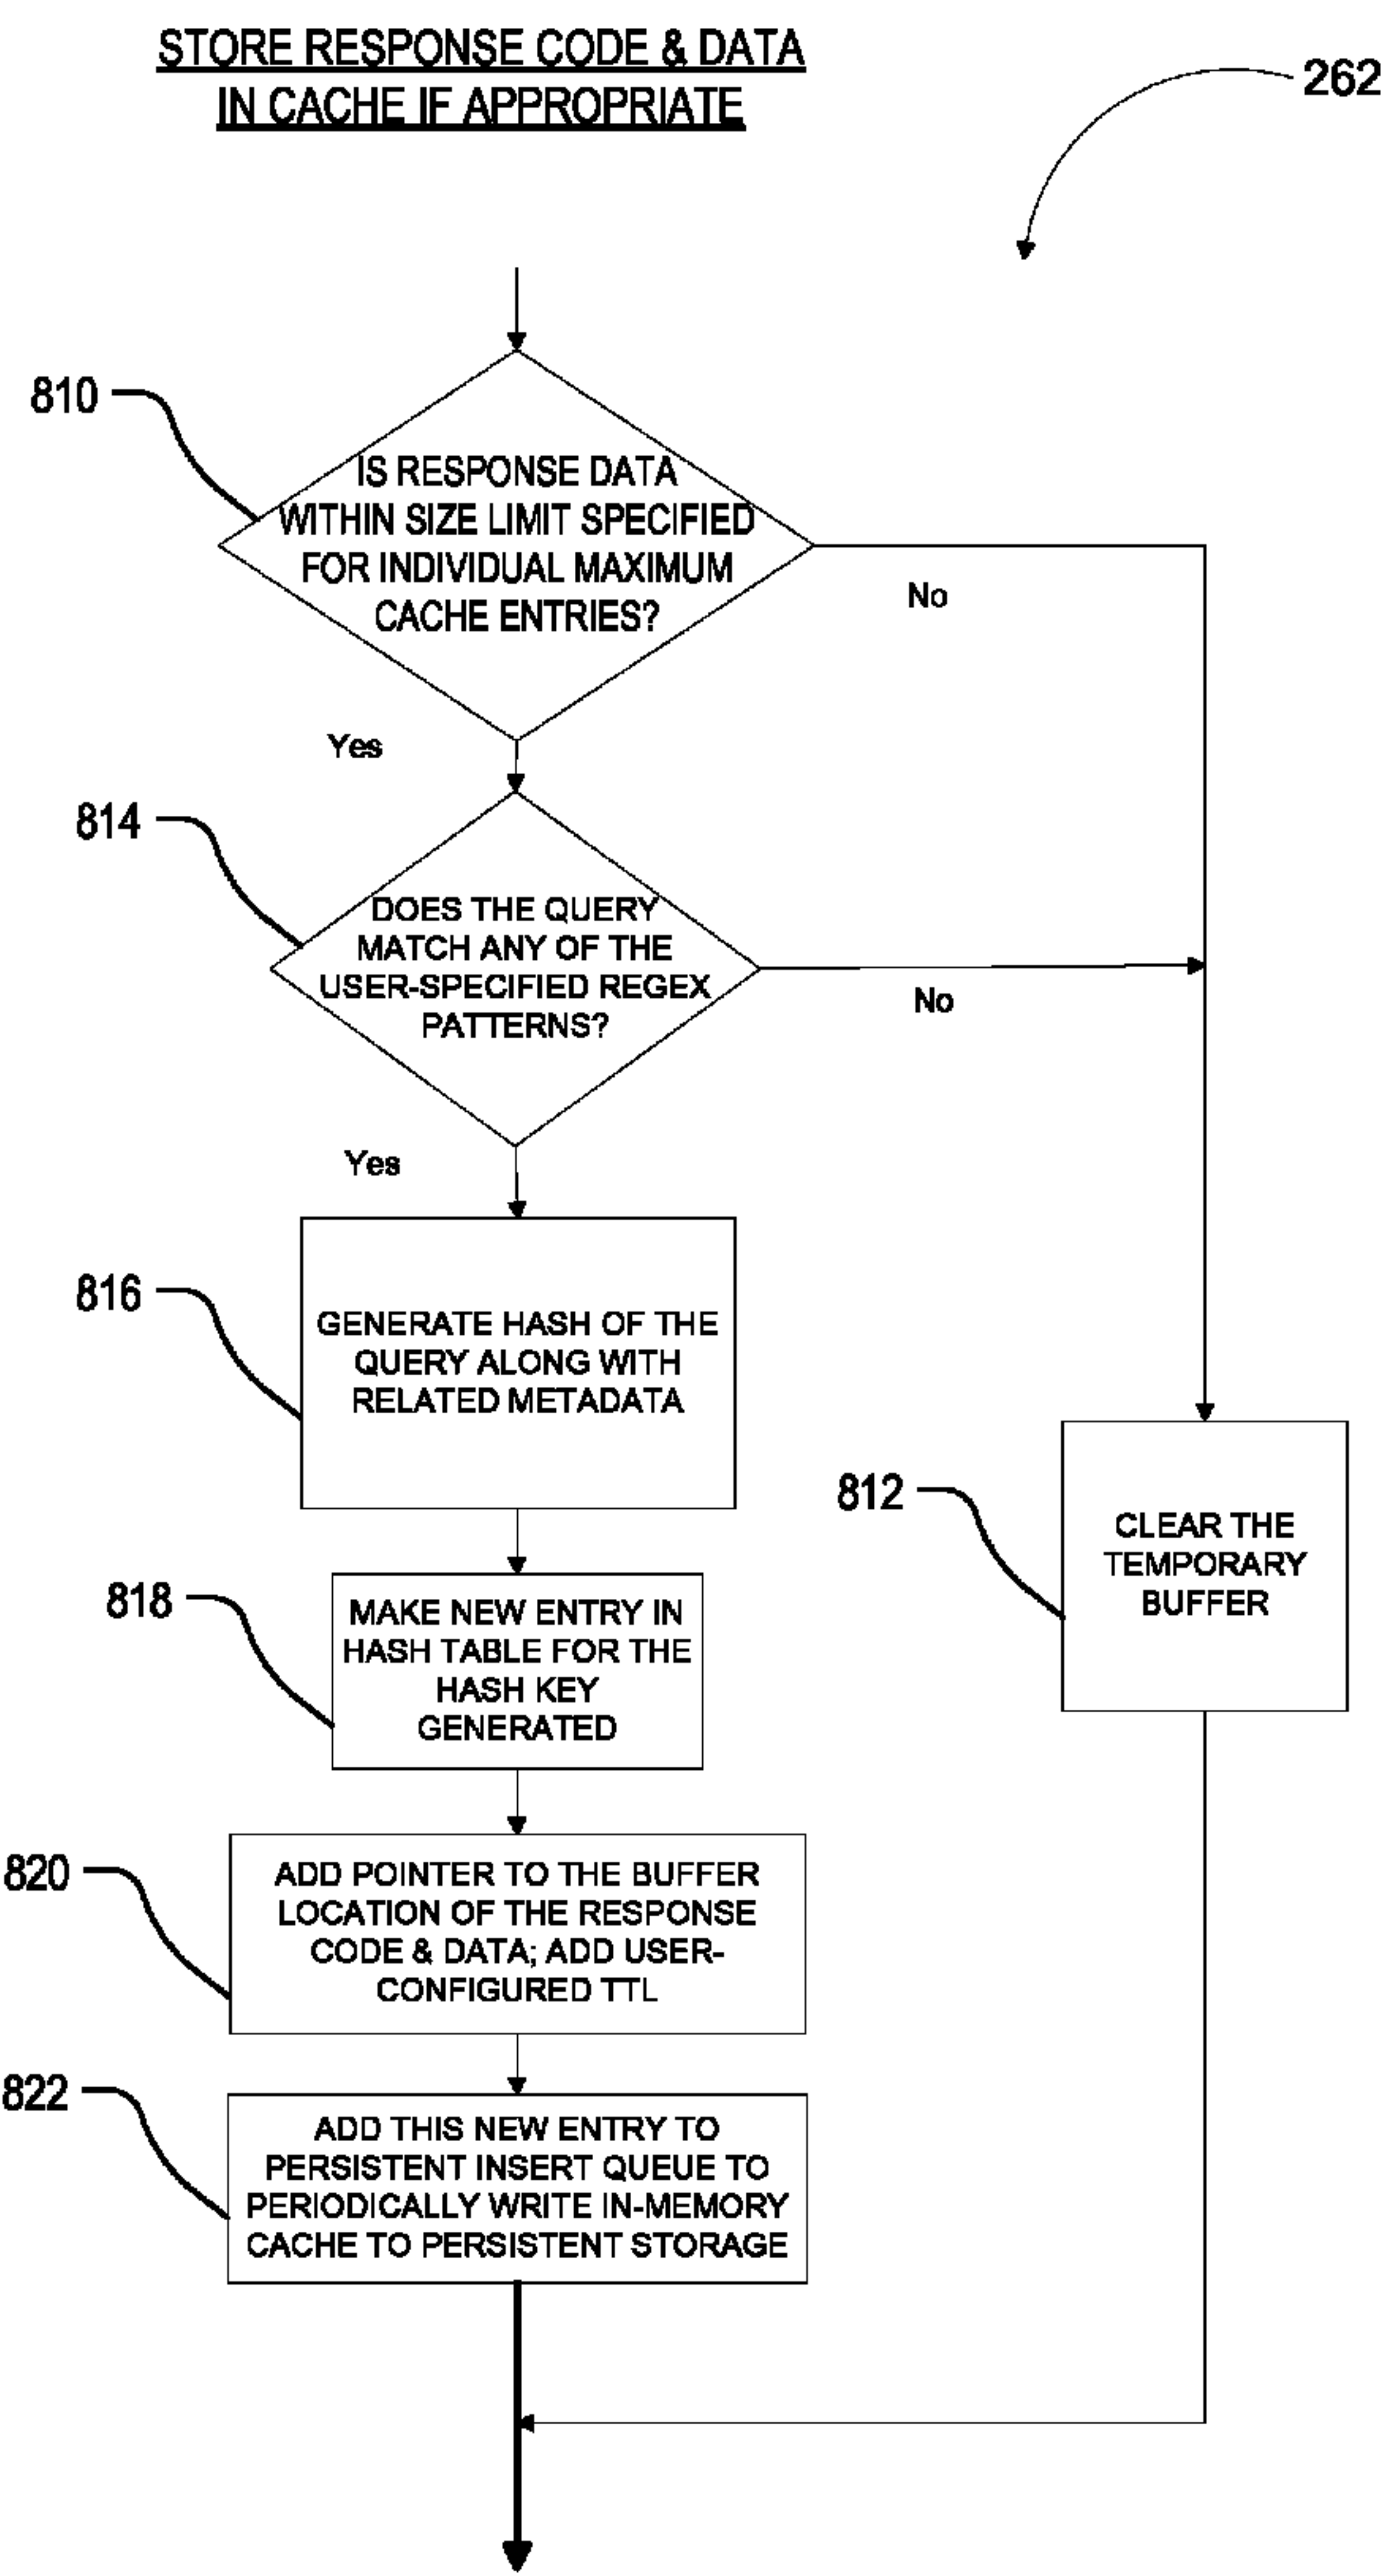 STORE RESPONSE CODE & DATA
IN CACHE IF APPROPRIATE
262
810
IS RESPONSE DATA
WITHIN SIZE LIMIT SPECIFIED
FOR INDIVIDUAL MAXIMUM
CACHE ENTRIES?
No
Yes
814
DOES THE QUERY
MATCH ANY OF THE
USER-SPECIFIED REGEX
PATTERNS?
No
Yes
816
GENERATE HASH OF THE
QUERY ALONG WITH
RELATED METADATA
812
CLEAR THE
TEMPORARY
BUFFER
818
MAKE NEW ENTRY IN
HASH TABLE FOR THE
HASH KEY
GENERATED
820
ADD POINTER TO THE BUFFER
LOCATION OF THE RESPONSE
CODE & DATA; ADD USER-
CONFIGURED TTL
822
ADD THIS NEW ENTRY TO
PERSISTENT INSERT QUEUE TO
PERIODICALLY WRITE IN-MEMORY
CACHE TO PERSISTENT STORAGE